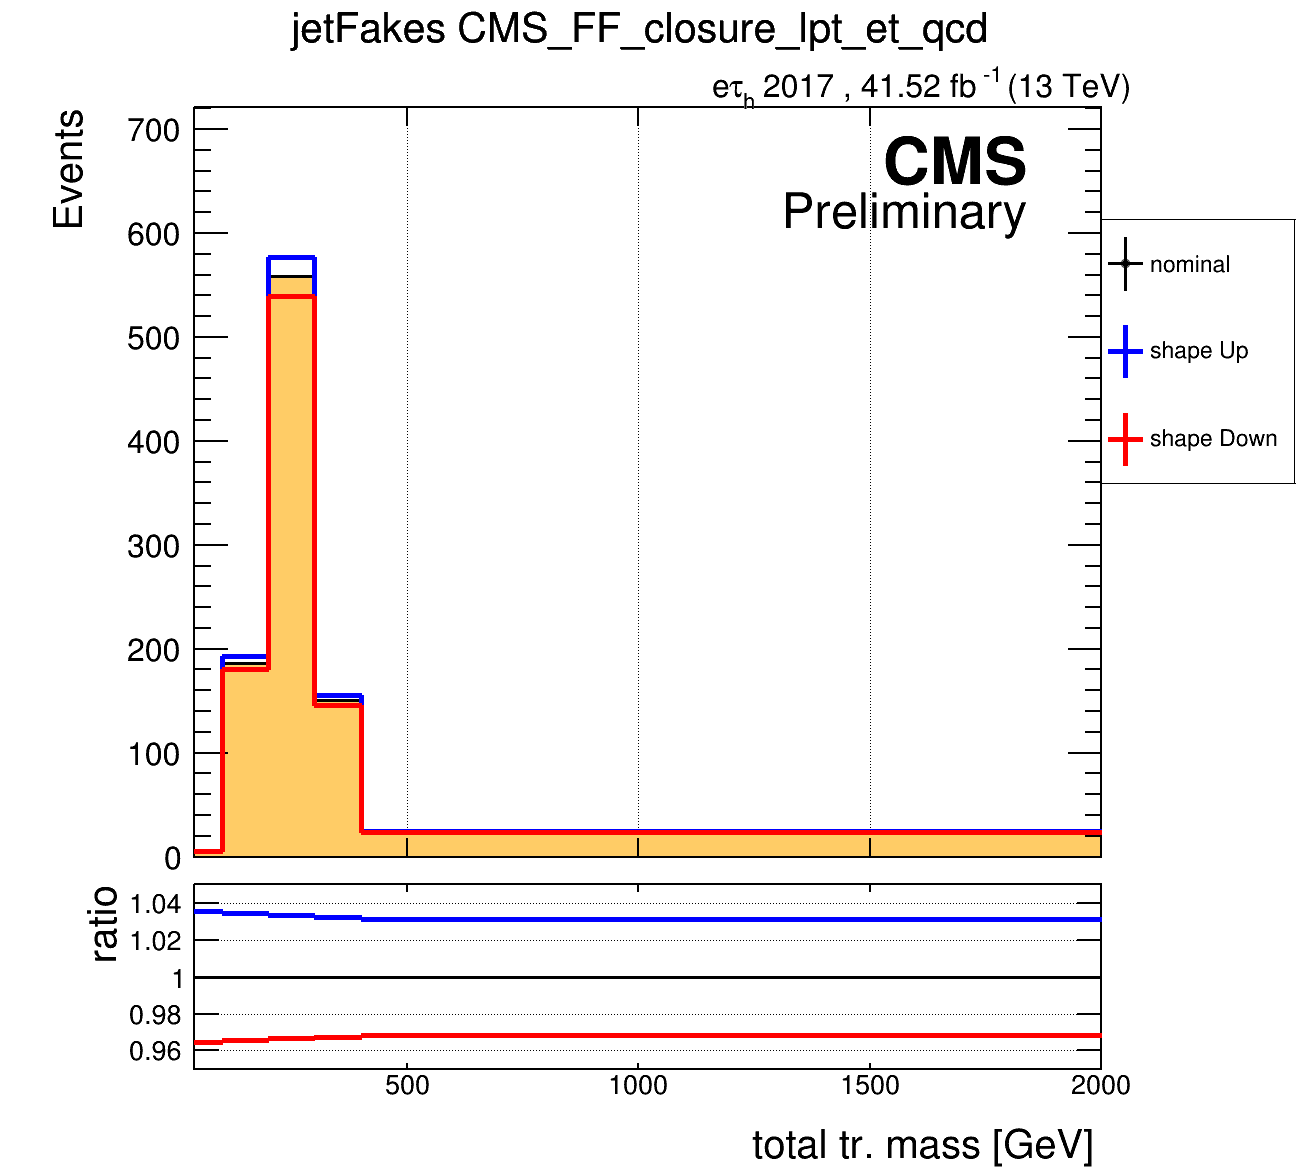 jetFakes CMS_FF_closure_lpt_et_qcd
eτh 2017 , 41.52 fb-1 (13 TeV)
Events
700
600
500
400
300
200
100
0
CMS
Preliminary
nominal
shape Up
shape Down
ratio
1.04
1.02
1
0.98
0.96
500 1000 1500 2000
total tr. mass [GeV]